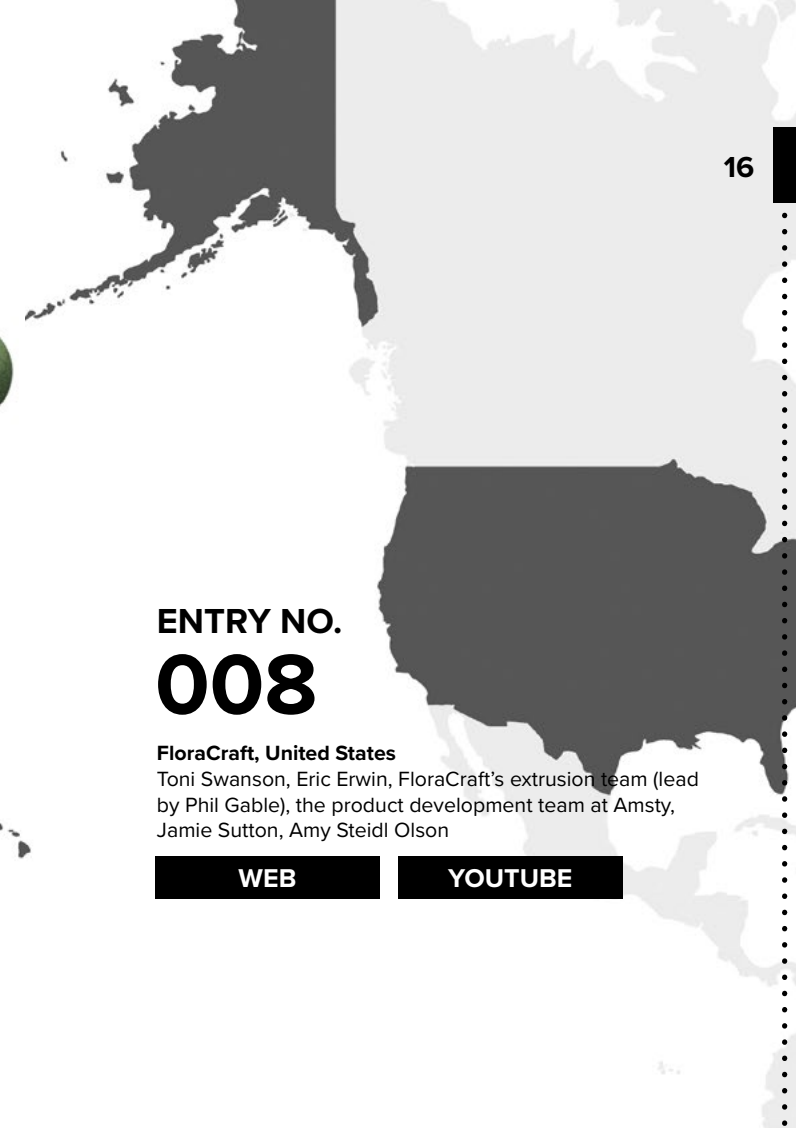 16
ENTRY NO.
008
FloraCraft, United States
Toni Swanson, Eric Erwin, FloraCraft’s extrusion team (lead
by Phil Gable), the product development team at Amsty,
Jamie Sutton, Amy Steidl Olson
WEB
YOUTUBE